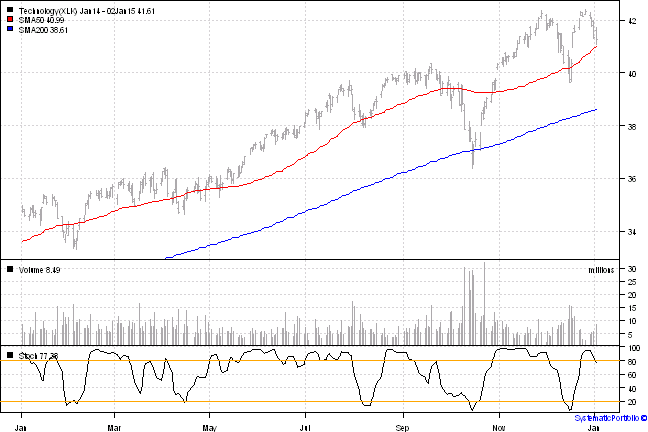 Technology(XLK) Jan14 - 02Jan15 41.61
SMA50 40.99
SMA200 38.61
42
40
38
36
34
Volume 8.49
millions
30
25
20
15
10
5
Stoch 77.38
100
80
60
40
20
Jan Mar May Jul Sep Nov Jan
SystematicPortfolio ©